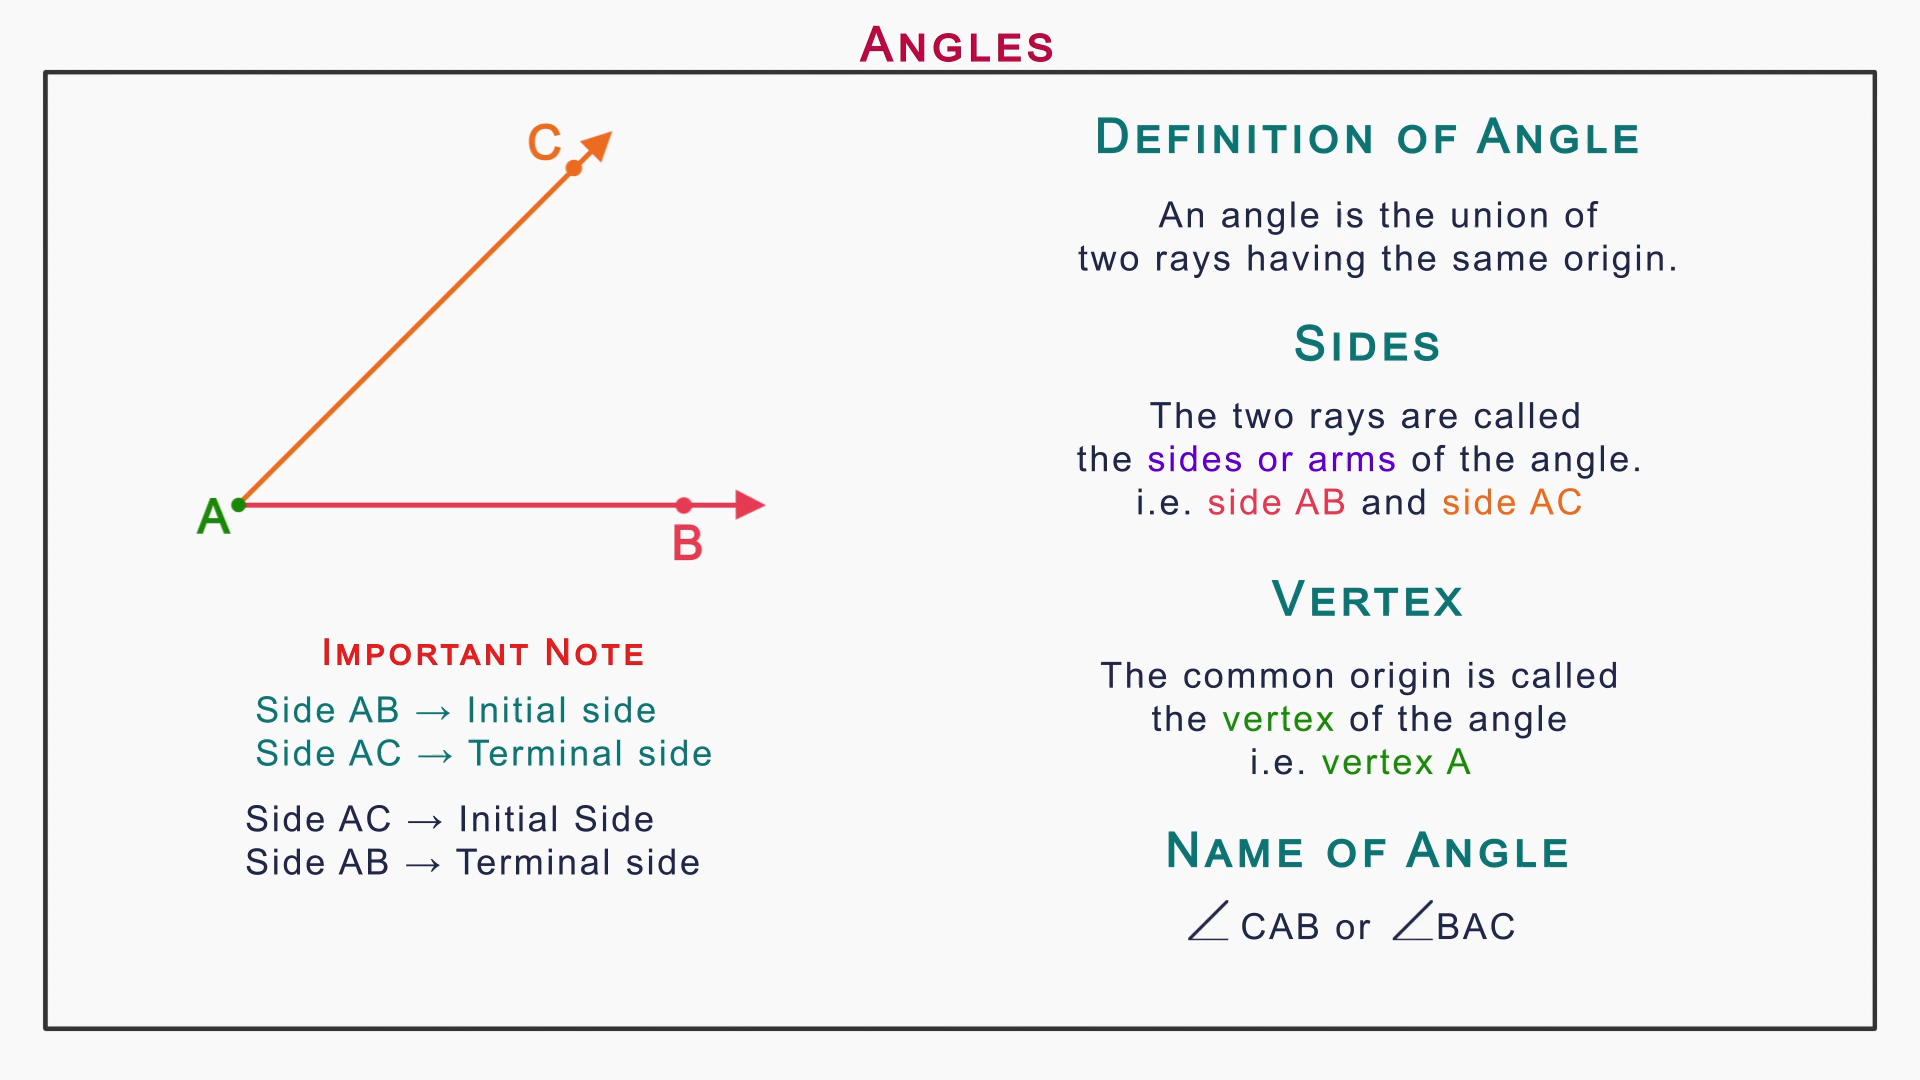 ANGLES
C
A
B
IMPORTANT NOTE
Side AB → Initial side
Side AC → Terminal side
Side AC → Initial Side
Side AB → Terminal side
DEFINITION OF ANGLE
An angle is the union of
two rays having the same origin.
SIDES
The two rays are called
the sides or arms of the angle.
i.e. side AB and side AC
VERTEX
The common origin is called
the vertex of the angle
i.e. vertex A
NAME OF ANGLE
∠CAB or ∠BAC